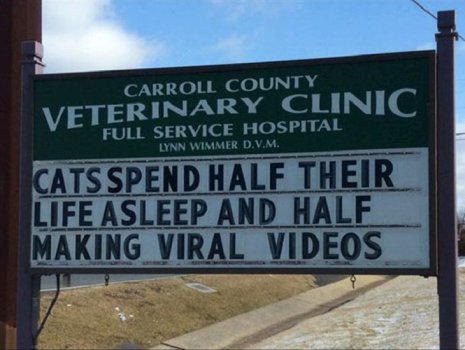 CARROLL COUNTY
VETERINARY CLINIC
FULL SERVICE HOSPITAL
LYNN WIMMER D.V.M.
CATS SPEND HALF THEIR
LIFE ASLEEP AND HALF
MAKING VIRAL VIDEOS